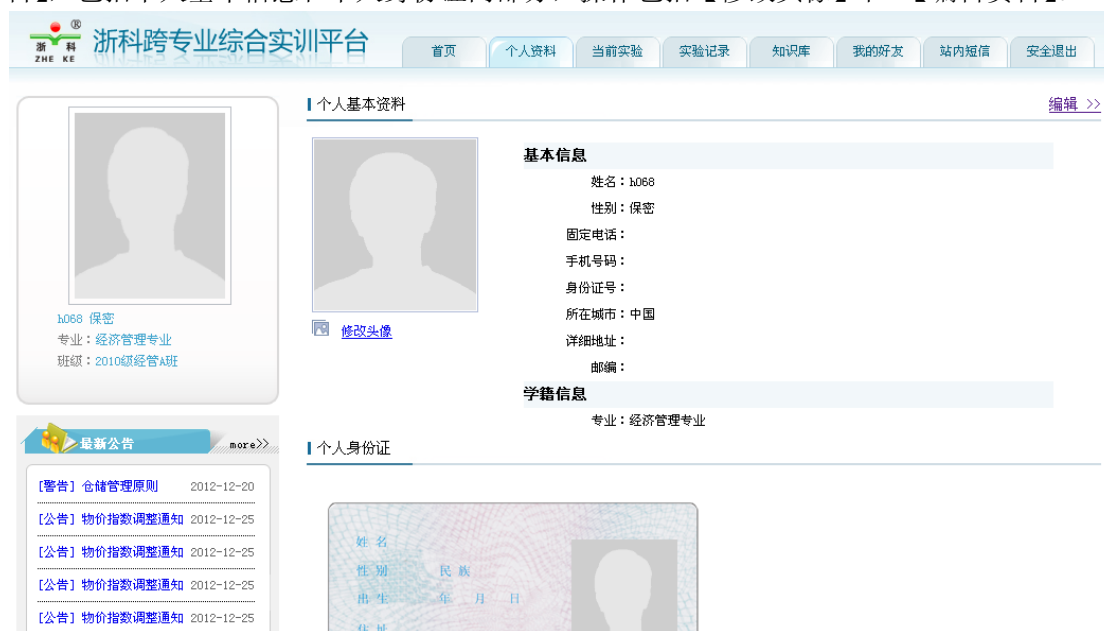 浙科
ZHE KE
®
浙科跨专业综合实训平台
首页 个人资料 当前实验 实验记录 知识库 我的好友 站内短信 安全退出
h068 保密
专业：经济管理专业
班级：2010级经管A班
最新公告 more>>
[警告] 仓储管理原则 2012-12-20
[公告] 物价指数调整通知 2012-12-25
[公告] 物价指数调整通知 2012-12-25
[公告] 物价指数调整通知 2012-12-25
[公告] 物价指数调整通知 2012-12-25
个人基本资料 编辑 >>
修改头像
基本信息
姓名：h068
性别：保密
固定电话：
手机号码：
身份证号：
所在城市：中国
详细地址：
邮编：
学籍信息
专业：经济管理专业
个人身份证
姓 名
性 别 民 族
出 生 年 月 日